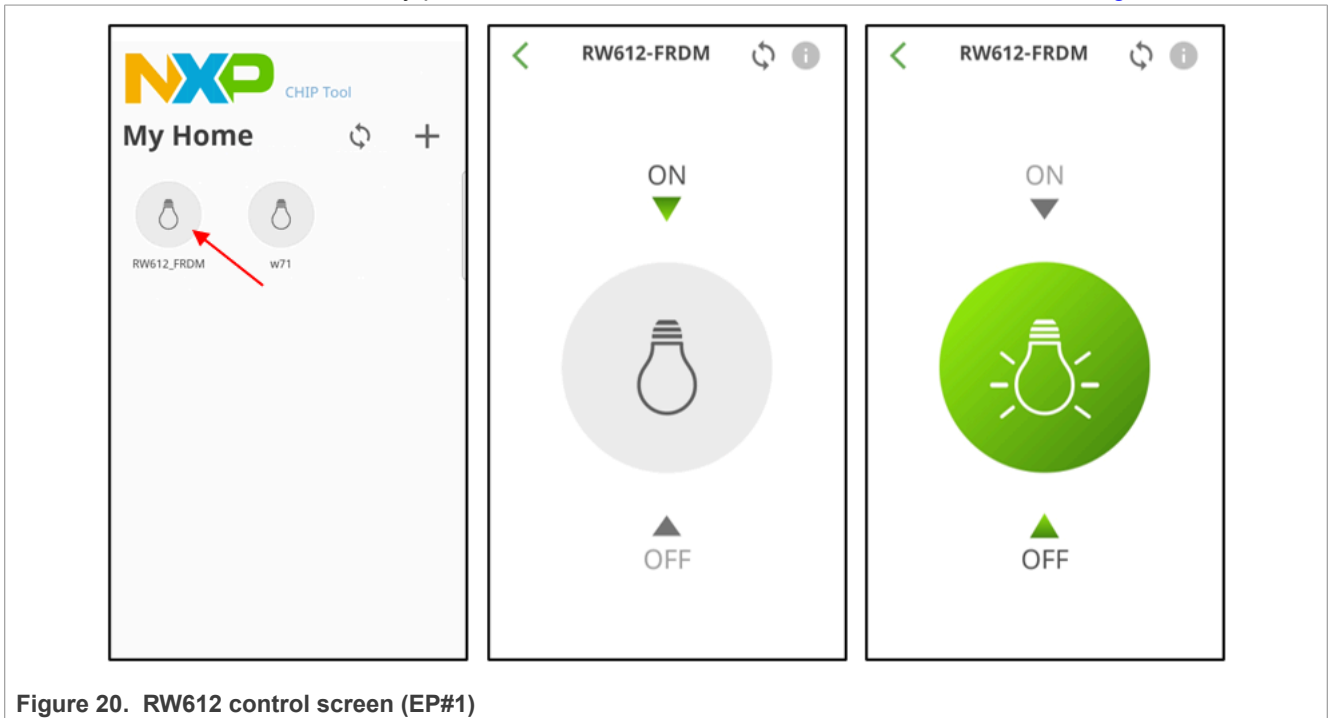 NXP
CHIP Tool
My Home
RW612_FRDM
w71
RW612-FRDM
ON
OFF
RW612-FRDM
ON
OFF
Figure 20. RW612 control screen (EP#1)